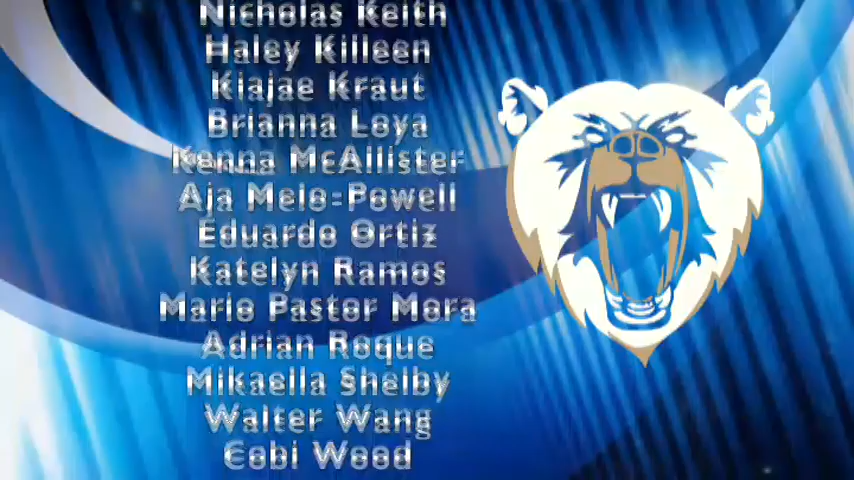 Nicholas Keith
Haley Killeen
Kiajae Kraut
Brianna Loya
Kenna McAllister
Aja Melo-Powell
Eduardo Ortiz
Katelyn Ramos
Mario Pastor Mora
Adrian Roque
Mikaella Shelby
Walter Wang
Cobi Wood